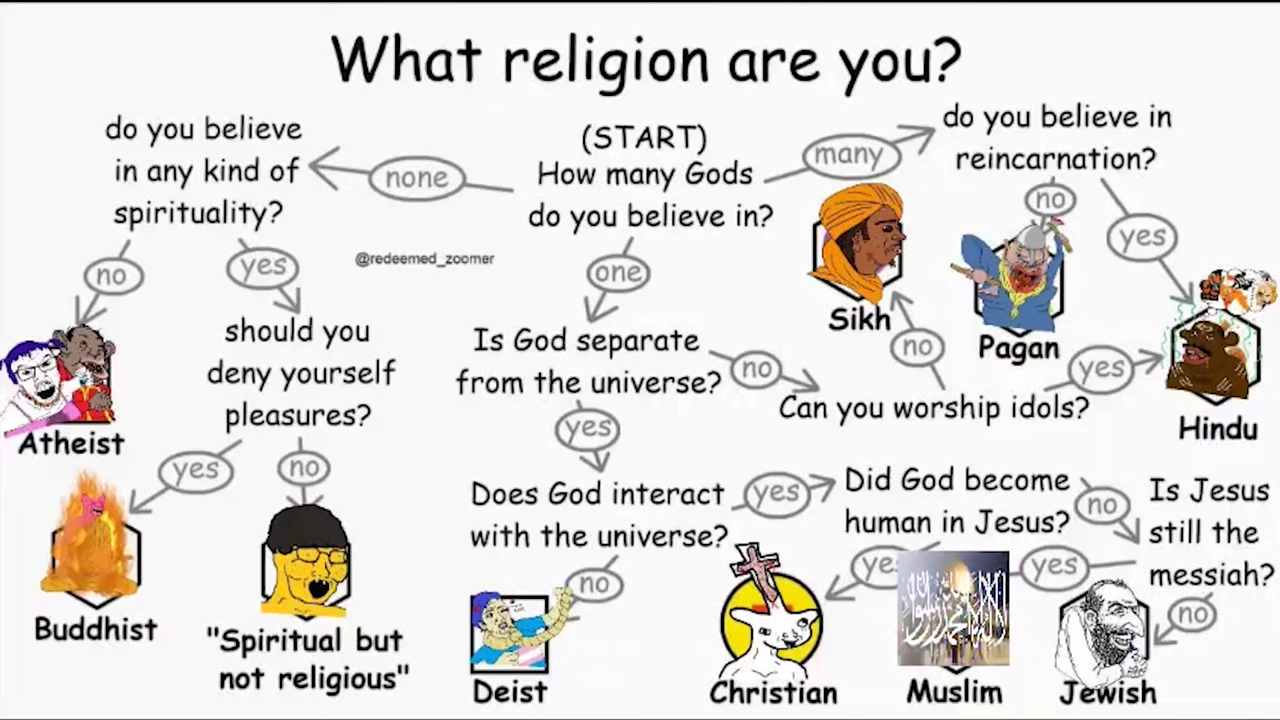 What religion are you?
do you believe
in any kind of
spirituality?
none
(START)
How many Gods
do you believe in?
many
do you believe in
reincarnation?
no
yes
no
yes
@redeemed_zoomer
one
should you
deny yourself
pleasures?
Is God separate
from the universe?
no
Sikh
no
Pagan
yes
Can you worship idols?
Hindu
Atheist
yes
no
yes
Does God interact
with the universe?
yes
Did God become
human in Jesus?
no
Is Jesus
still the
messiah?
no
yes
yes
no
Buddhist
"Spiritual but
not religious"
Deist
Christian
Muslim
Jewish